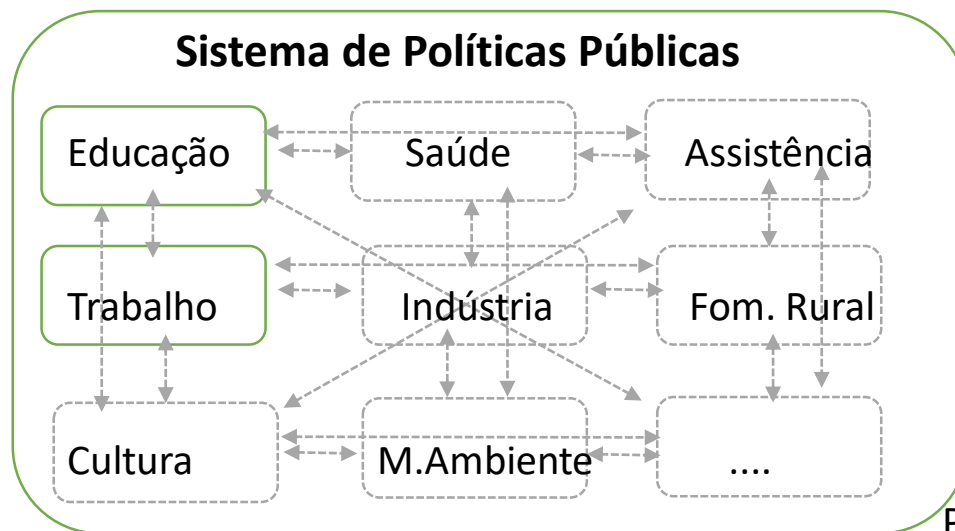 Sistema de Políticas Públicas
Educação
Saúde
Assistência
Trabalho
Indústria
Fom. Rural
Cultura
M.Ambiente
....